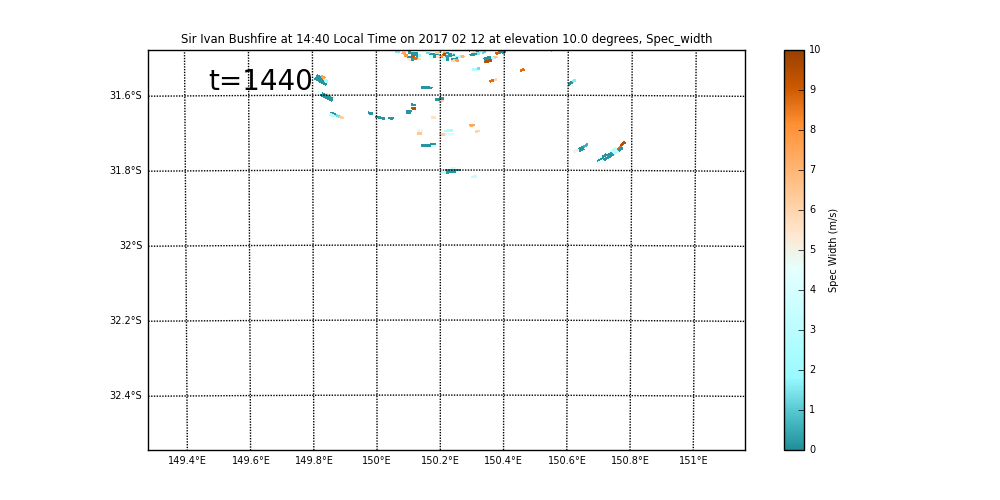 Sir Ivan Bushfire at 14:40 Local Time on 2017 02 12 at elevation 10.0 degrees, Spec_width
t=1440
31.6°S
31.8°S
32°S
32.2°S
32.4°S
149.4°E 149.6°E 149.8°E 150°E 150.2°E 150.4°E 150.6°E 150.8°E 151°E
10
9
8
7
6
5
4
3
2
1
0
Spec Width (m/s)